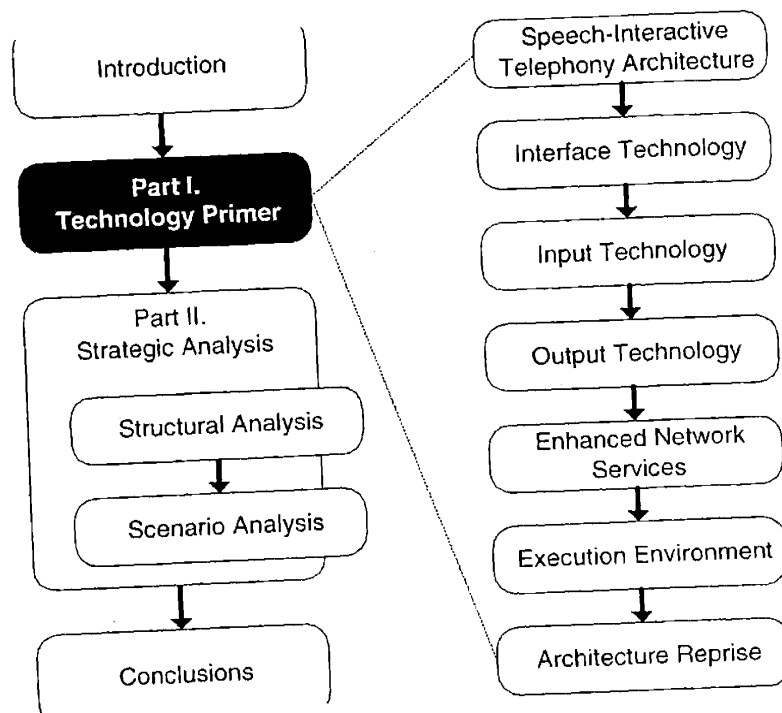 Introduction
Part I.
Technology Primer
Part II.
Strategic Analysis
Structural Analysis
Scenario Analysis
Conclusions
Speech-Interactive
Telephony Architecture
Interface Technology
Input Technology
Output Technology
Enhanced Network
Services
Execution Environment
Architecture Reprise